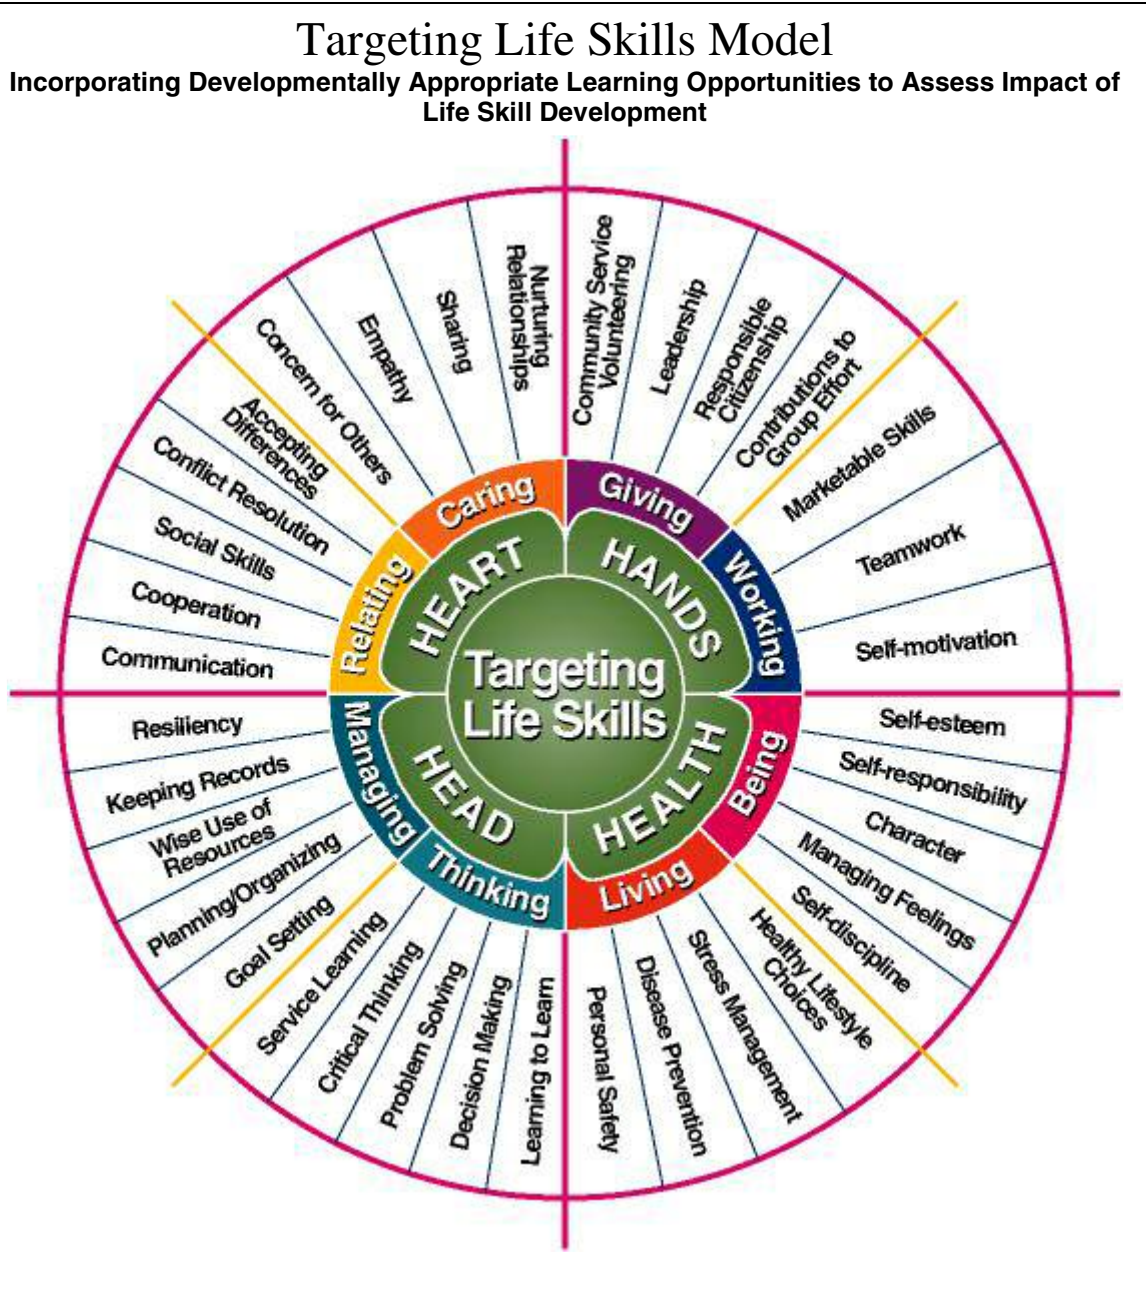 Targeting Life Skills Model
Incorporating Developmentally Appropriate Learning Opportunities to Assess Impact of
Life Skill Development
Nurturing
Relationships
Sharing
Empathy
Concern for Others
Accepting
Differences
Conflict Resolution
Social Skills
Cooperation
Communication
Community Service
Volunteering
Leadership
Responsible
Citizenship
Contributions to
Group Effort
Marketable Skills
Teamwork
Self-motivation
Caring
Giving
Relating
Working
HEART
HANDS
Targeting
Life Skills
HEAD
HEALTH
Managing
Being
Thinking
Living
Resiliency
Keeping Records
Wise Use of
Resources
Planning/Organizing
Goal Setting
Service Learning
Critical Thinking
Problem Solving
Decision Making
Learning to Learn
Self-esteem
Self-responsibility
Character
Managing Feelings
Self-discipline
Healthy Lifestyle
Choices
Stress Management
Disease Prevention
Personal Safety